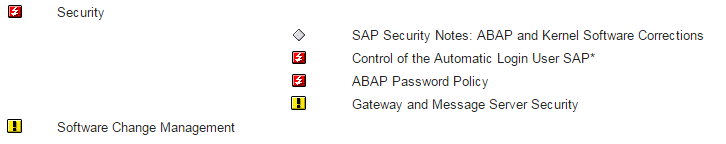 Security
SAP Security Notes: ABAP and Kernel Software Corrections
Control of the Automatic Login User SAP*
ABAP Password Policy
Gateway and Message Server Security
Software Change Management